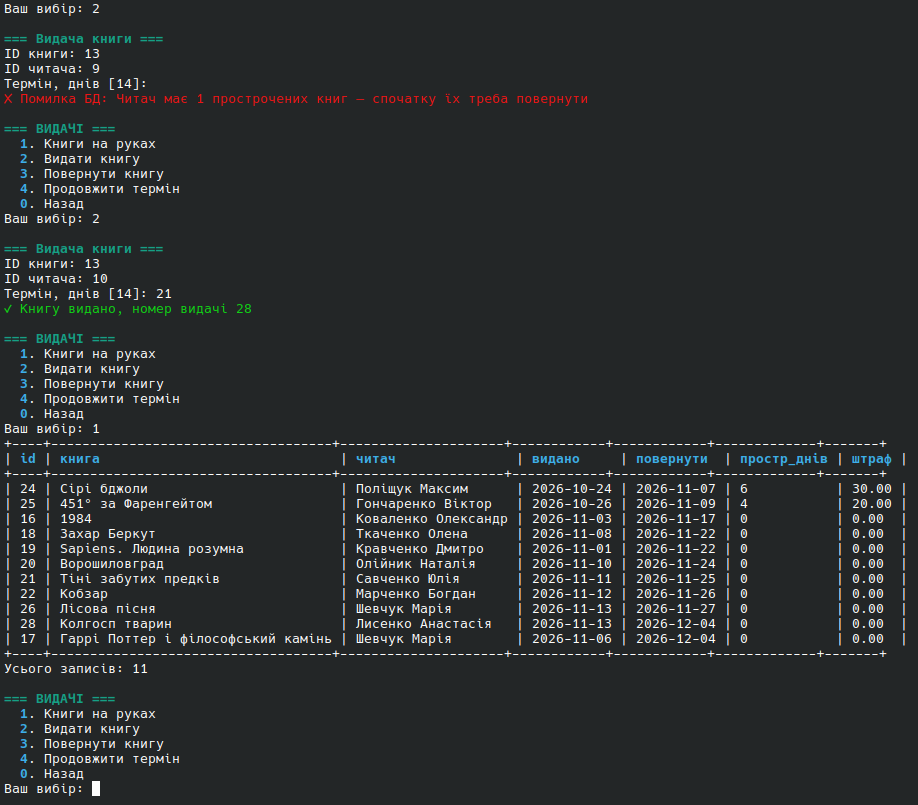 Ваш вибір: 2
=== Видача книги ===
ID книги: 13
ID читача: 9
Термін, днів [14]:
X Помилка БД: Читач має 1 прострочених книг — спочатку їх треба повернути
=== ВИДАЧІ ===
1. Книги на руках
2. Видати книгу
3. Повернути книгу
4. Продовжити термін
0. Назад
Ваш вибір: 2
=== Видача книги ===
ID книги: 13
ID читача: 10
Термін, днів [14]: 21
✓ Книгу видано, номер видачі 28
=== ВИДАЧІ ===
1. Книги на руках
2. Видати книгу
3. Повернути книгу
4. Продовжити термін
0. Назад
Ваш вибір: 1
+----+-----------------------------------+---------------------+------------+------------+-------------+-------+
| id | книга | читач | видано | повернути | простр_днів | штраф |
+----+-----------------------------------+---------------------+------------+------------+-------------+-------+
| 24 | Сірі бджоли | Поліщук Максим | 2026-10-24 | 2026-11-07 | 6 | 30.00 |
| 25 | 451° за Фаренгейтом | Гончаренко Віктор | 2026-10-26 | 2026-11-09 | 4 | 20.00 |
| 16 | 1984 | Коваленко Олександр | 2026-11-03 | 2026-11-17 | 0 | 0.00 |
| 18 | Захар Беркут | Ткаченко Олена | 2026-11-08 | 2026-11-22 | 0 | 0.00 |
| 19 | Sapiens. Людина розумна | Кравченко Дмитро | 2026-11-01 | 2026-11-22 | 0 | 0.00 |
| 20 | Ворошиловград | Олійник Наталія | 2026-11-10 | 2026-11-24 | 0 | 0.00 |
| 21 | Тіні забутих предків | Савченко Юлія | 2026-11-11 | 2026-11-25 | 0 | 0.00 |
| 22 | Кобзар | Марченко Богдан | 2026-11-12 | 2026-11-26 | 0 | 0.00 |
| 26 | Лісова пісня | Шевчук Марія | 2026-11-13 | 2026-11-27 | 0 | 0.00 |
| 28 | Колгосп тварин | Лисенко Анастасія | 2026-11-13 | 2026-12-04 | 0 | 0.00 |
| 17 | Гаррі Поттер і філософський камінь | Шевчук Марія | 2026-11-06 | 2026-12-04 | 0 | 0.00 |
+----+-----------------------------------+---------------------+------------+------------+-------------+-------+
Усього записів: 11
=== ВИДАЧІ ===
1. Книги на руках
2. Видати книгу
3. Повернути книгу
4. Продовжити термін
0. Назад
Ваш вибір: